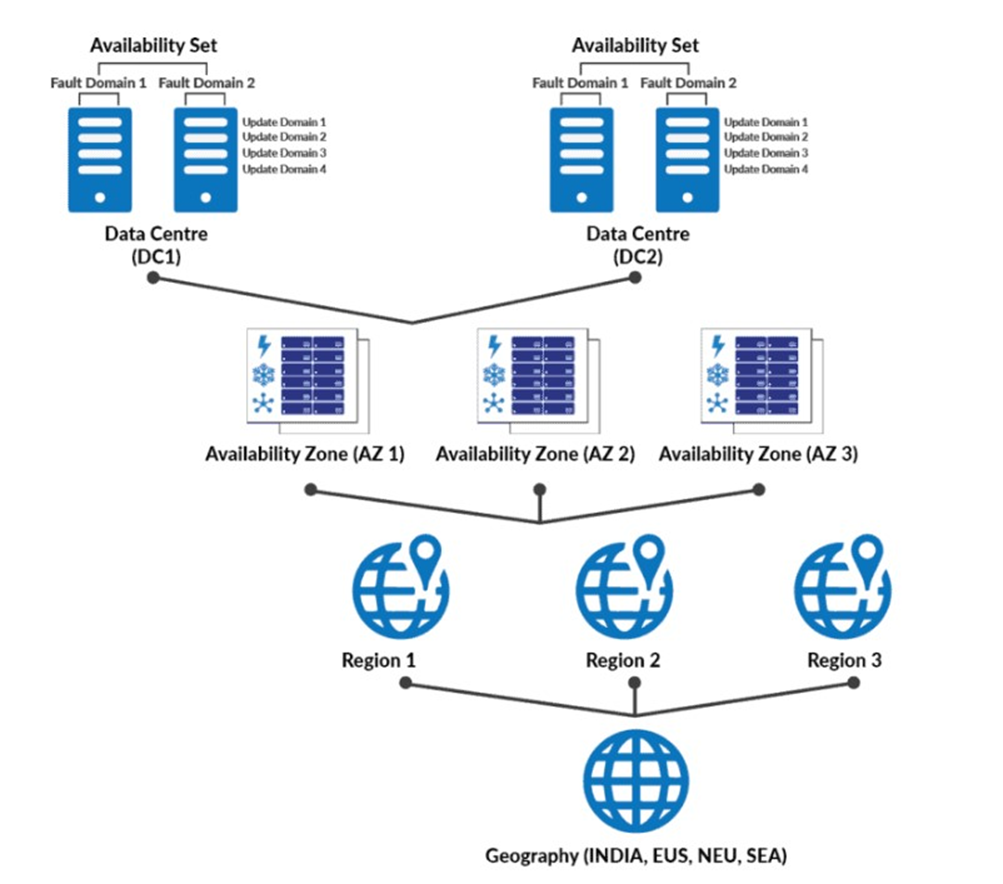 Availability Set
Availability Set
Fault Domain 1
Fault Domain 2
Fault Domain 1
Fault Domain 2
Update Domain 1
Update Domain 2
Update Domain 3
Update Domain 4
Update Domain 1
Update Domain 2
Update Domain 3
Update Domain 4
Data Centre
(DC1)
Data Centre
(DC2)
Availability Zone (AZ 1)
Availability Zone (AZ 2)
Availability Zone (AZ 3)
Region 1
Region 2
Region 3
Geography (INDIA, EUS, NEU, SEA)